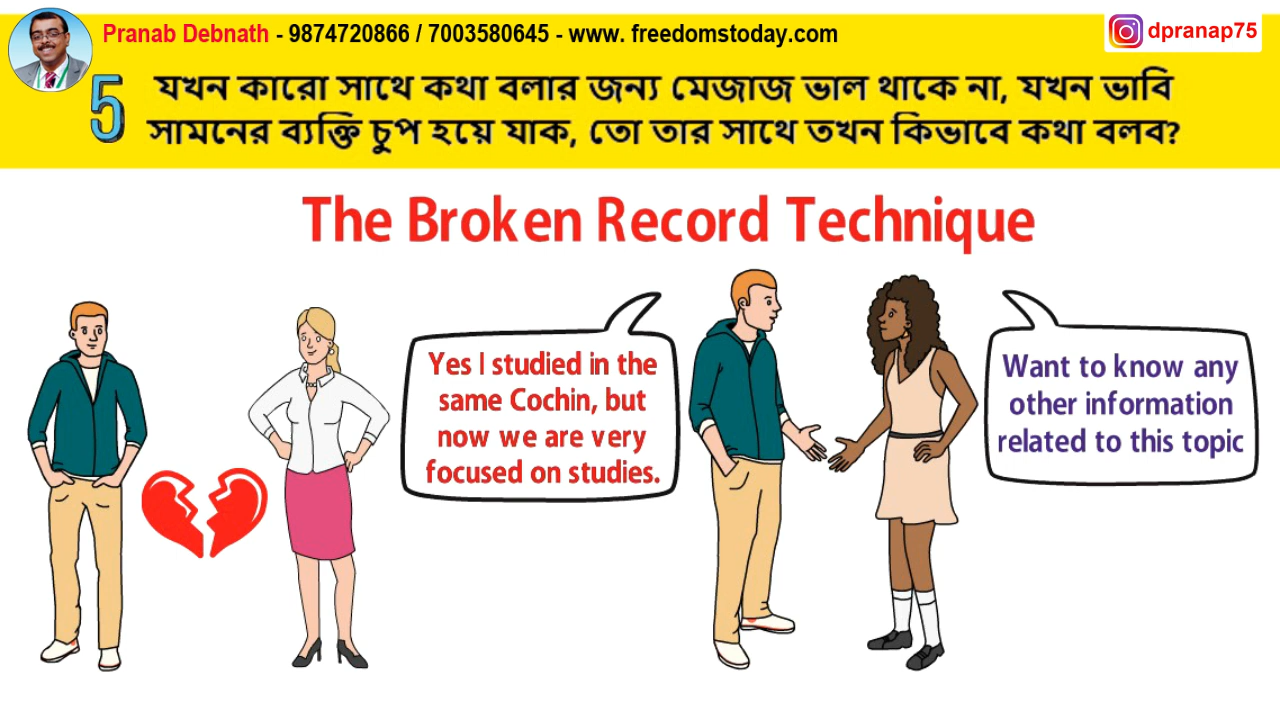 Pranab Debnath - 9874720866 / 7003580645 - www. freedomstoday.com
dpranap75
5
যখন কারো সাথে কথা বলার জন্য মেজাজ ভাল থাকে না, যখন ভাবি
সামনের ব্যক্তি চুপ হয়ে যাক, তো তার সাথে তখন কিভাবে কথা বলব?
The Broken Record Technique
Yes I studied in the
same Cochin, but
now we are very
focused on studies.
Want to know any
other information
related to this topic